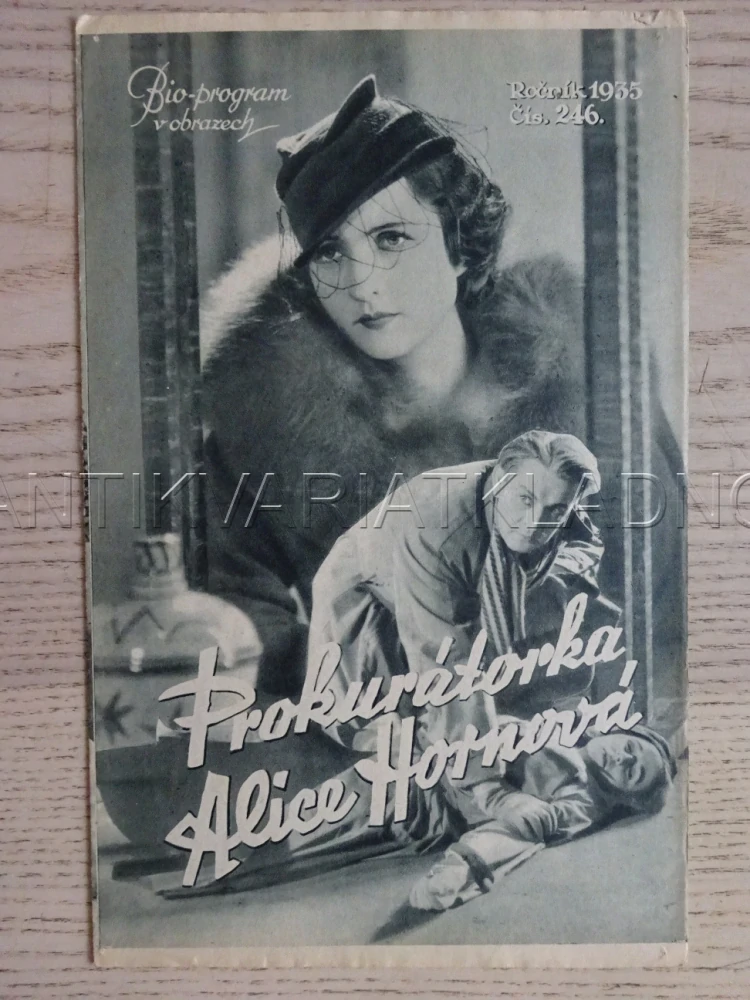 Bio-program
v obrazech
Ročník 1935
Čís. 246.
ANTIKVARIATKLADNO
Prokurátorka
Alice Hornová